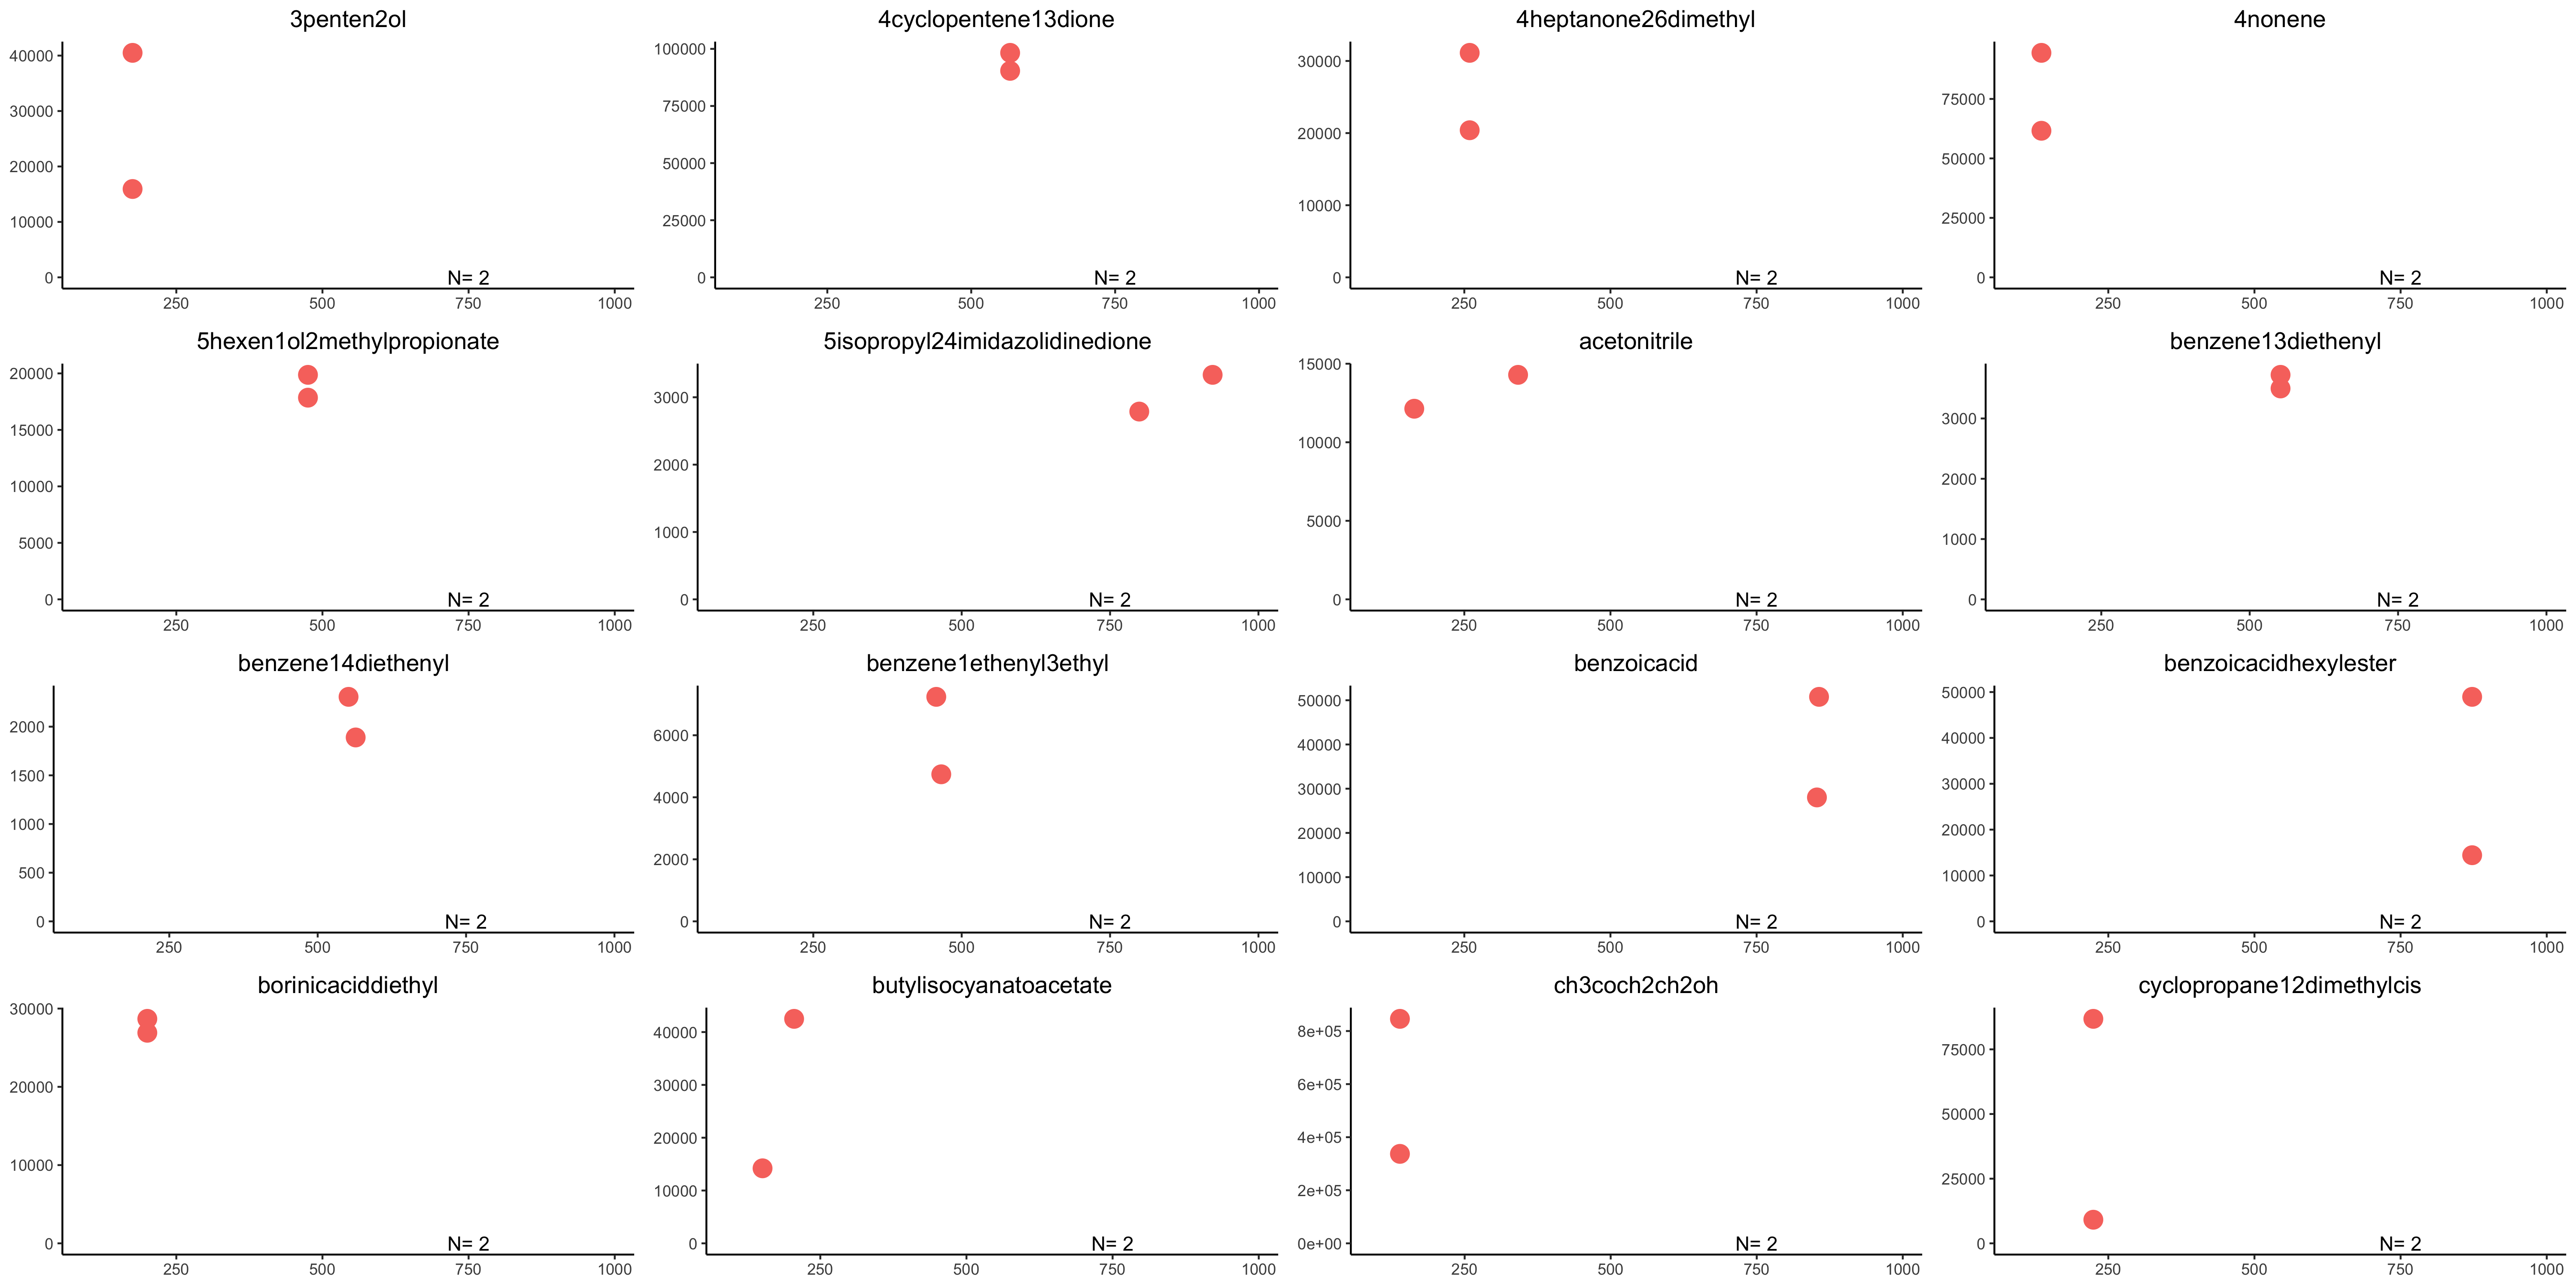 3penten2ol 4cyclopentene13dione 4heptanone26dimethyl 4nonene
40000 100000 30000
30000 75000 75000
20000 50000 20000 50000
10000 25000 10000 25000
0 N= 2 0 N= 2 0 N= 2 0 N= 2
250 500 750 1000 250 500 750 1000 250 500 750 1000 250 500 750 1000
5hexen1ol2methylpropionate 5isopropyl24imidazolidinedione acetonitrile benzene13diethenyl
20000 3000 15000 3000
15000 2000 10000 2000
10000 1000 5000 1000
5000
0 N= 2 0 N= 2 0 N= 2 0 N= 2
250 500 750 1000 250 500 750 1000 250 500 750 1000 250 500 750 1000
benzene14diethenyl benzene1ethenyl3ethyl benzoicacid benzoicacidhexylester
50000 50000
2000 6000 40000 40000
1500 4000 30000 30000
1000 2000 20000 20000
500 10000 10000
0 N= 2 0 N= 2 0 N= 2 0 N= 2
250 500 750 1000 250 500 750 1000 250 500 750 1000 250 500 750 1000
borinicaciddiethyl butylisocyanatoacetate ch3coch2ch2oh cyclopropane12dimethylcis
30000 40000 8e+05 75000
20000 30000 6e+05 50000
10000 20000 4e+05 25000
10000 2e+05
0 N= 2 0 N= 2 0e+00 N= 2 0 N= 2
250 500 750 1000 250 500 750 1000 250 500 750 1000 250 500 750 1000